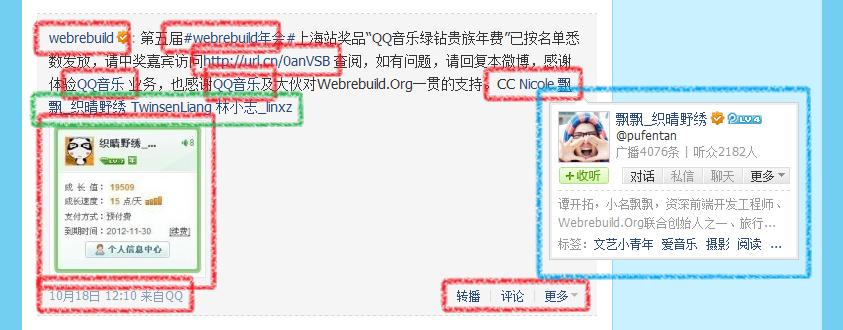 webrebuild : 第五届#webrebuild年会#上海站奖品“QQ音乐绿钻贵族年费”已按名单悉
数发放，请中奖嘉宾访问http://url.cn/0anVSB 查阅，如有问题，请回复本微博，感谢
体验QQ音乐 业务，也感谢QQ音乐及大伙对Webrebuild.Org一贯的支持。CC Nicole 飘
飘_织晴野绣 TwinsenLiang 林小志_linxz
织晴野绣_... 8
LV7 年
成 长 值： 19509
成长速度： 15 点/天
支付方式：预付费
到期时间：2012-11-30 [续费]
个人信息中心
10月18日 12:10 来自QQ
转播 | 评论 | 更多
飘飘_织晴野绣 LV4
@pufentan
广播4076条 | 听众2182人
+收听 对话 私信 聊天 更多
谭开拓，小名飘飘，资深前端开发工程师、
Webrebuild.Org联合创始人之一、旅行...
标签：文艺小青年 爱音乐 摄影 阅读 ...